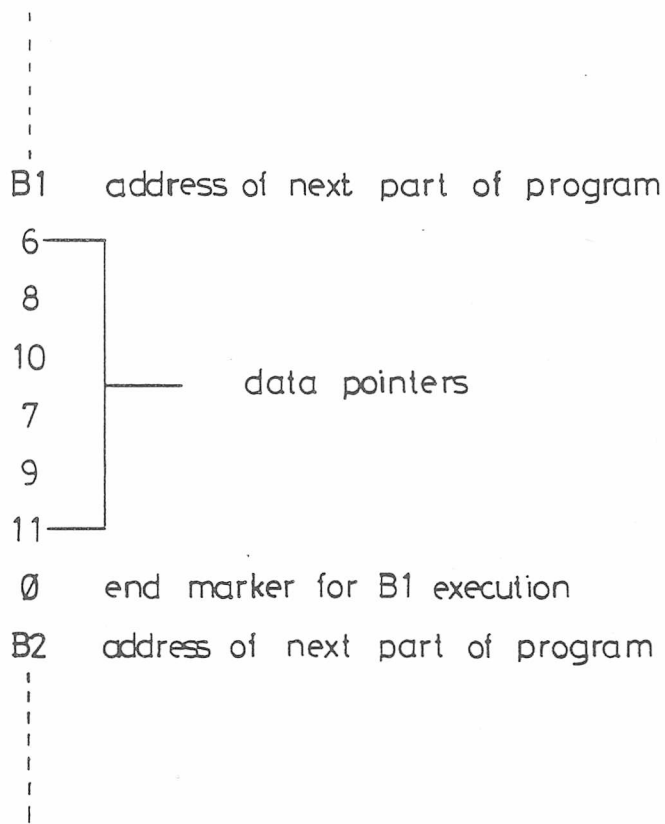 B1 address of next part of program
6
8
10
data pointers
7
9
11
Ø end marker for B1 execution
B2 address of next part of program